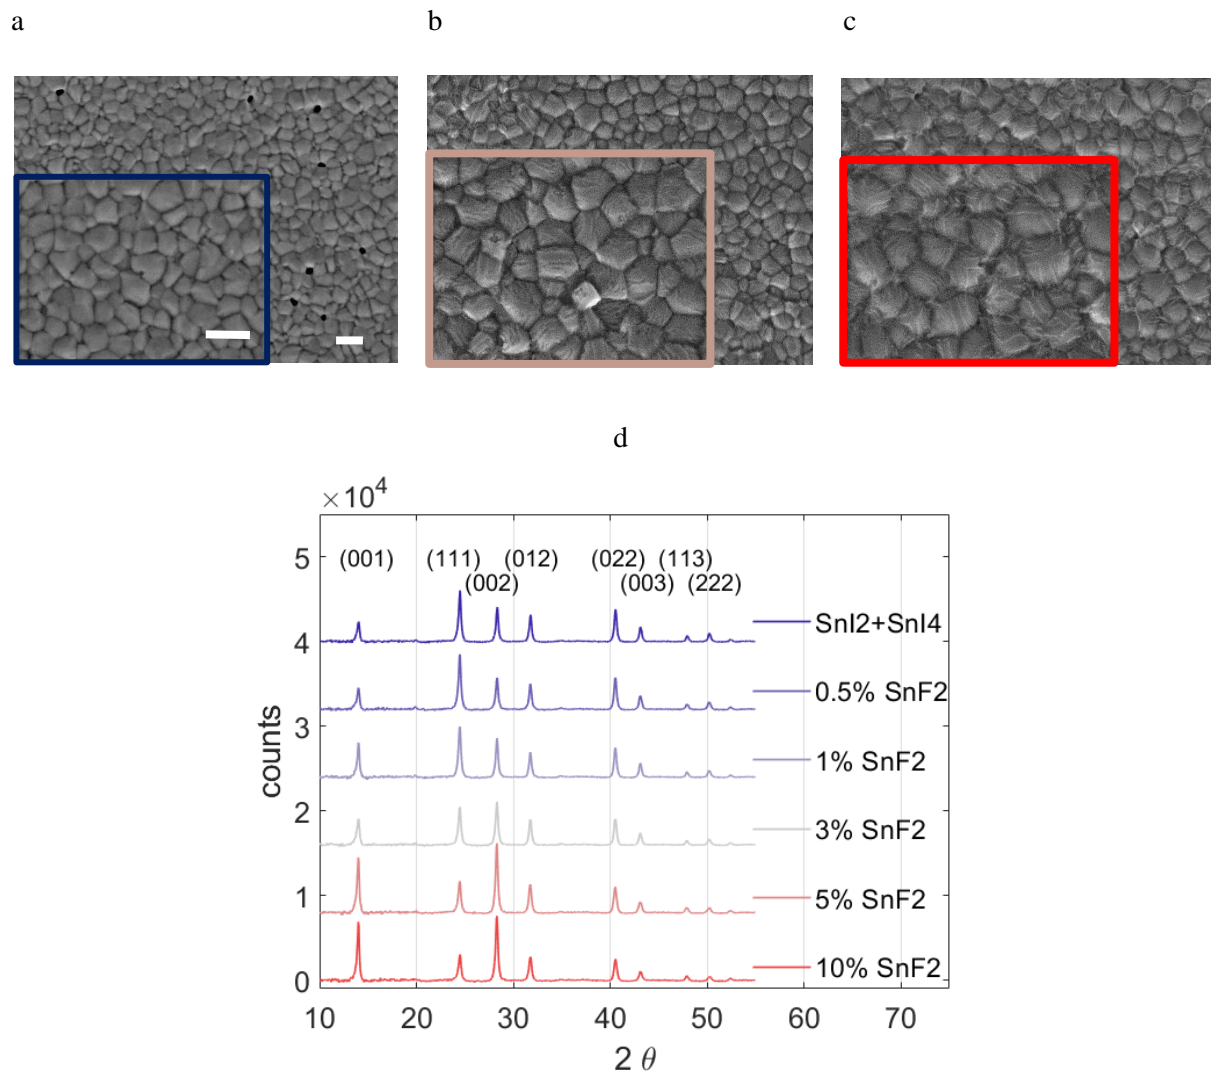 a
b
c
d
×10⁴
5
4
3
2
1
0
counts
(001)
(111)
(002)
(012)
(022)
(003)
(113)
(222)
SnI2+SnI4
0.5% SnF2
1% SnF2
3% SnF2
5% SnF2
10% SnF2
10 20 30 40 50 60 70
2 θ